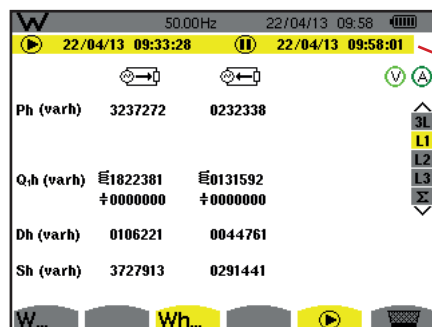 W 50.00Hz 22/04/13 09:58
22/04/13 09:33:28 22/04/13 09:58:01
V A
Ph (varh) 3237272 0232338
3L
L1
L2
Q₁h (varh) 1822381 0131592
L3
÷0000000 ÷0000000
Σ
Dh (varh) 0106221 0044761
Sh (varh) 3727913 0291441
W... Wh...